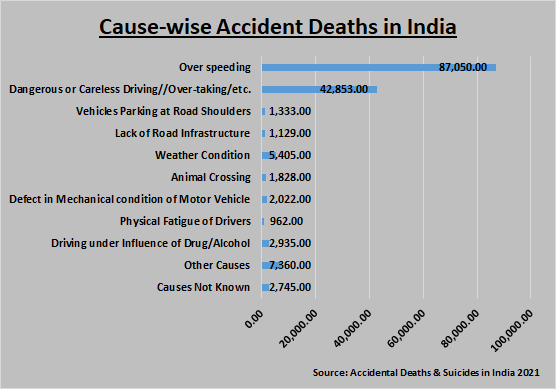 Cause-wise Accident Deaths in India
Over speeding 87,050.00
Dangerous or Careless Driving//Over-taking/etc. 42,853.00
Vehicles Parking at Road Shoulders 1,333.00
Lack of Road Infrastructure 1,129.00
Weather Condition 5,405.00
Animal Crossing 1,828.00
Defect in Mechanical condition of Motor Vehicle 2,022.00
Physical Fatigue of Drivers 962.00
Driving under Influence of Drug/Alcohol 2,935.00
Other Causes 7,360.00
Causes Not Known 2,745.00
0.00 20,000.00 40,000.00 60,000.00 80,000.00 100,000.00
Source: Accidental Deaths & Suicides in India 2021